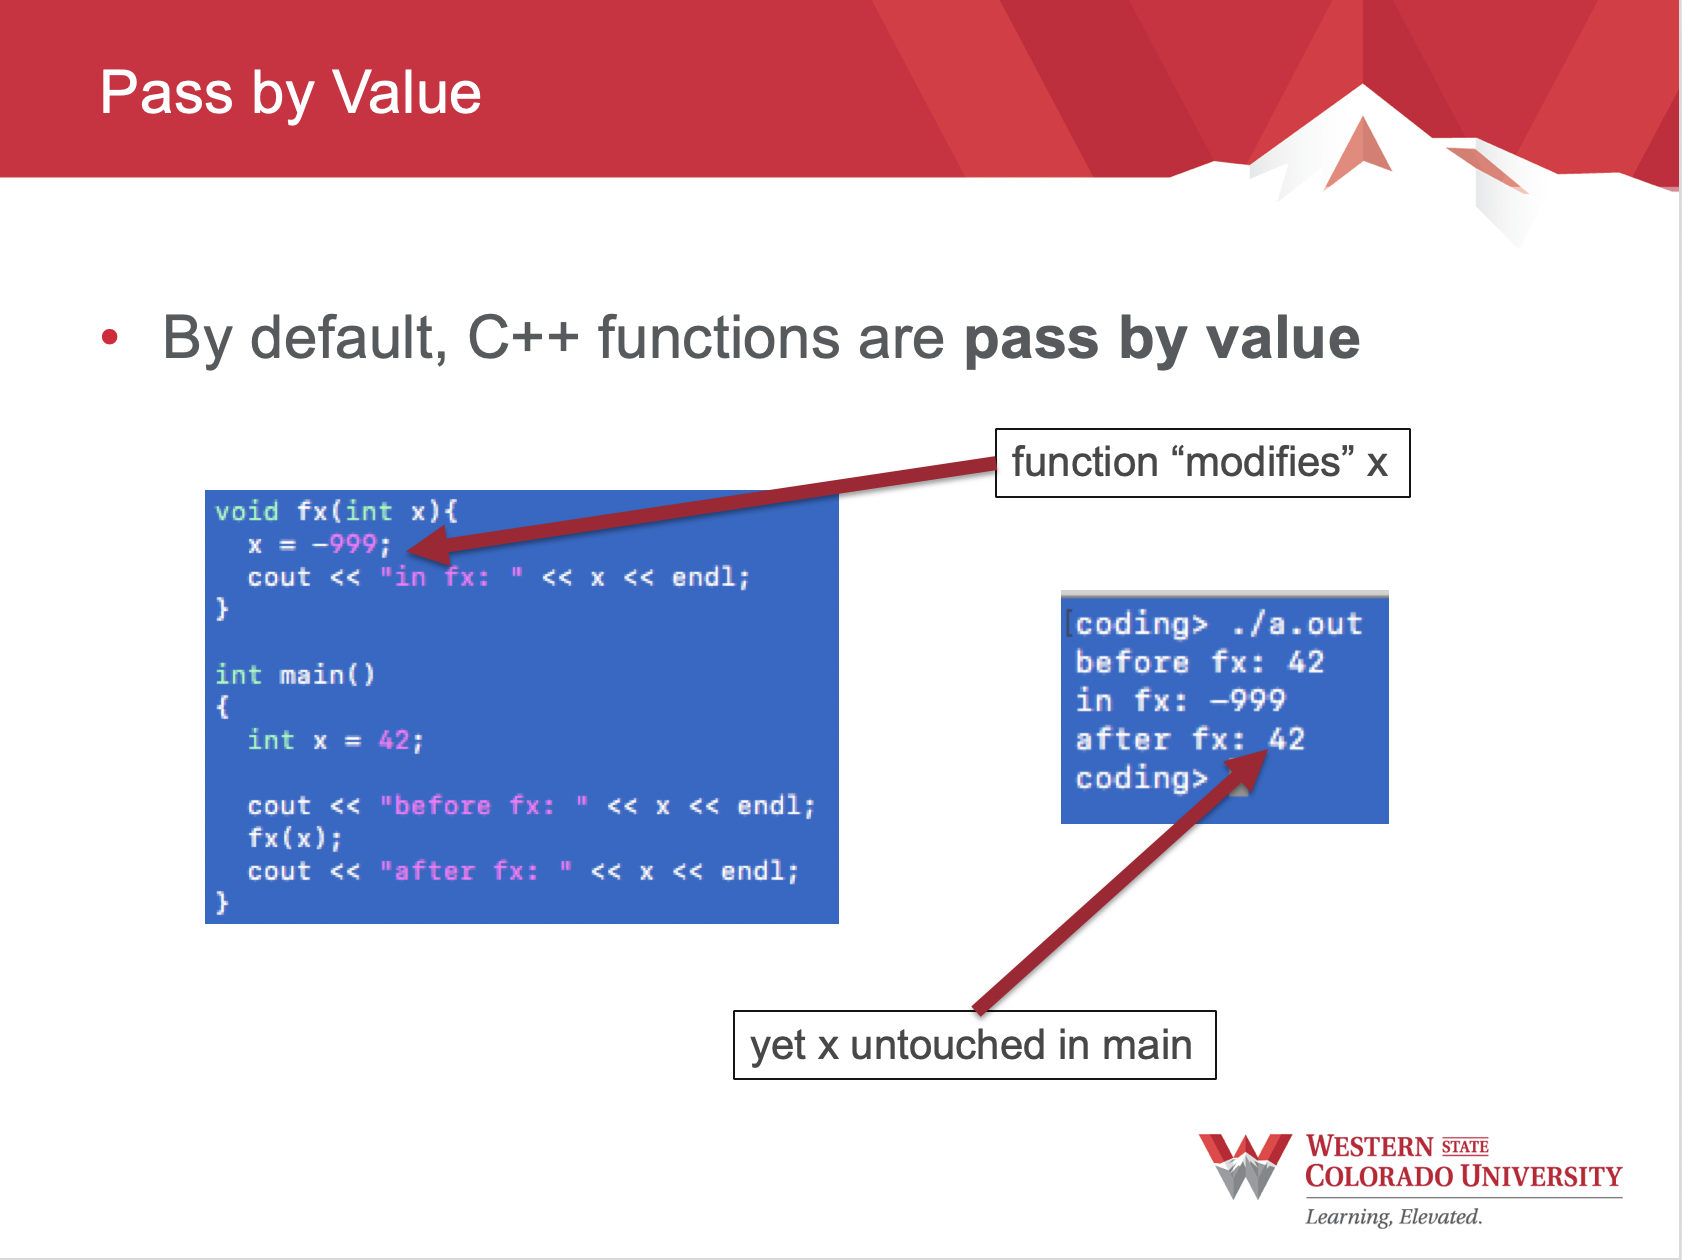 Pass by Value
• By default, C++ functions are pass by value
function “modifies” x
void fx(int x){
  x = -999;
  cout << "in fx: " << x << endl;
}

int main()
{
  int x = 42;

  cout << "before fx: " << x << endl;
  fx(x);
  cout << "after fx: " << x << endl;
}
[coding> ./a.out
before fx: 42
in fx: -999
after fx: 42
coding>
yet x untouched in main
WESTERN STATE
COLORADO UNIVERSITY
Learning, Elevated.